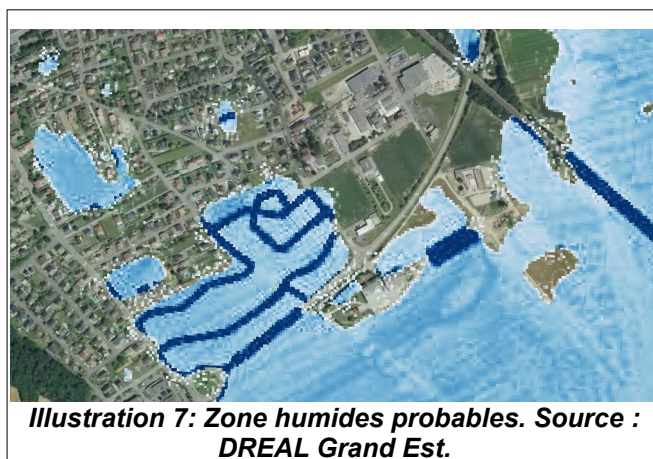 Illustration 7: Zone humides probables. Source :
DREAL Grand Est.